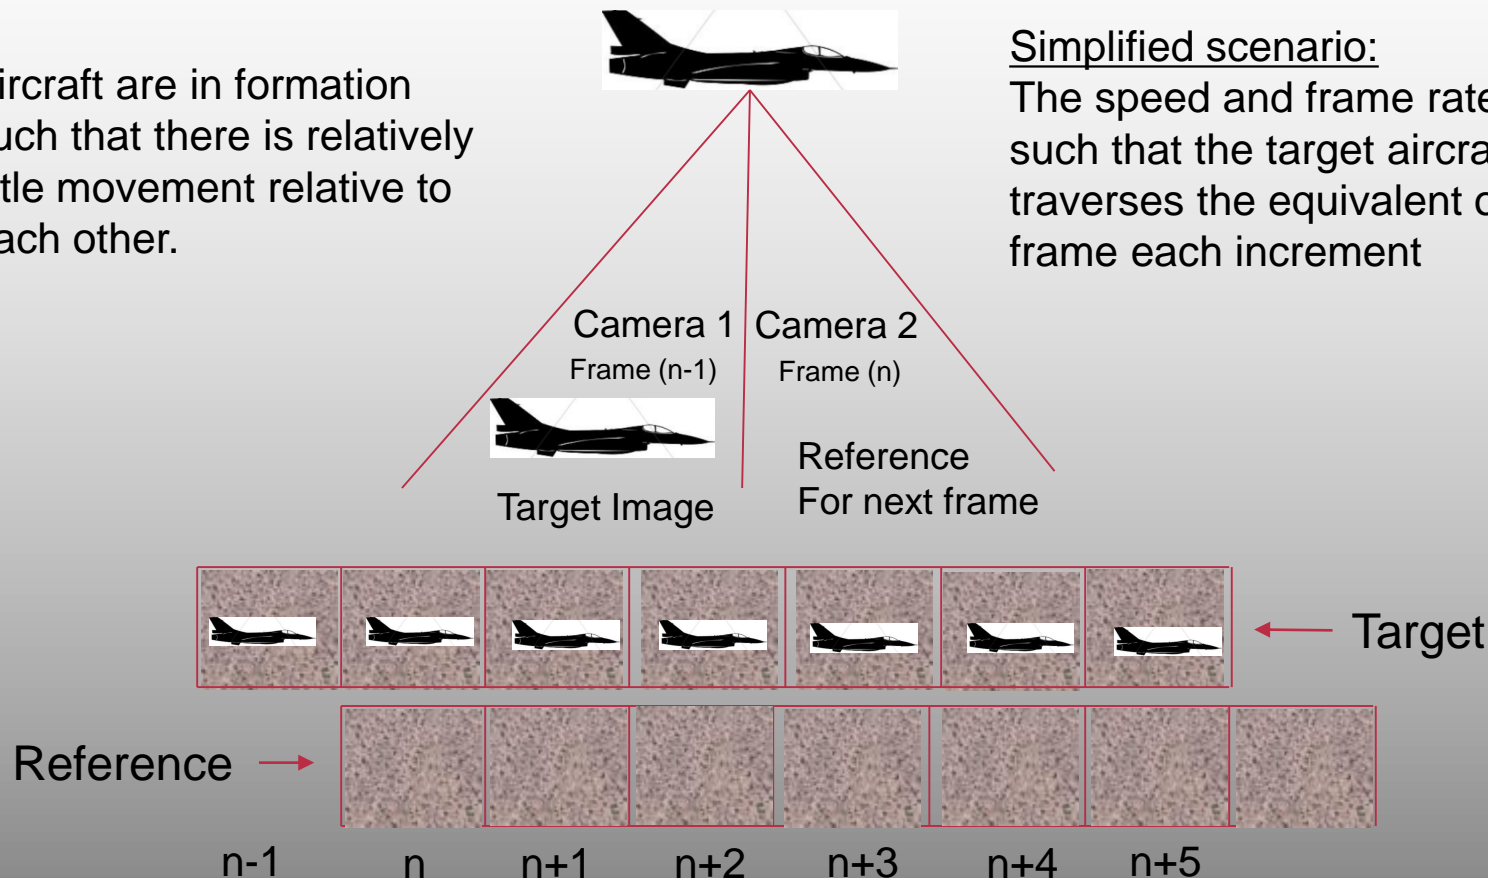 ircraft are in formation
uch that there is relatively
tle movement relative to
ach other.
Simplified scenario:
The speed and frame rate
such that the target aircra
traverses the equivalent o
frame each increment
Camera 1
Frame (n-1)
Camera 2
Frame (n)
Target Image
Reference
For next frame
Target
Reference
n-1 n n+1 n+2 n+3 n+4 n+5